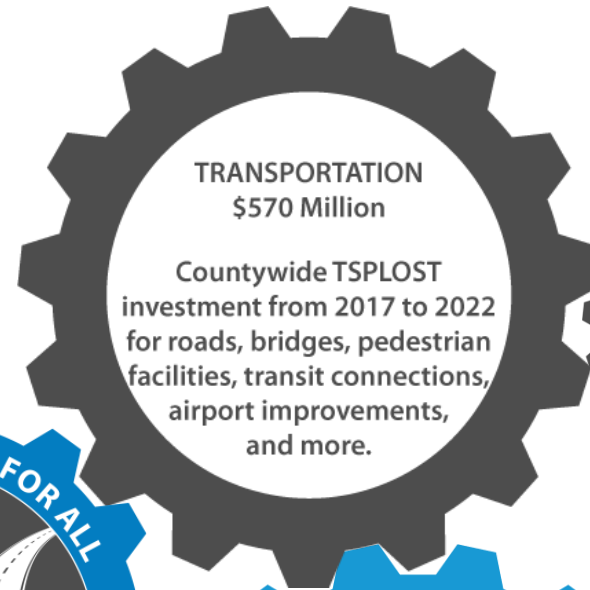 TRANSPORTATION
$570 Million
Countywide TSPLOST
investment from 2017 to 2022
for roads, bridges, pedestrian
facilities, transit connections,
airport improvements,
and more.
FOR ALL